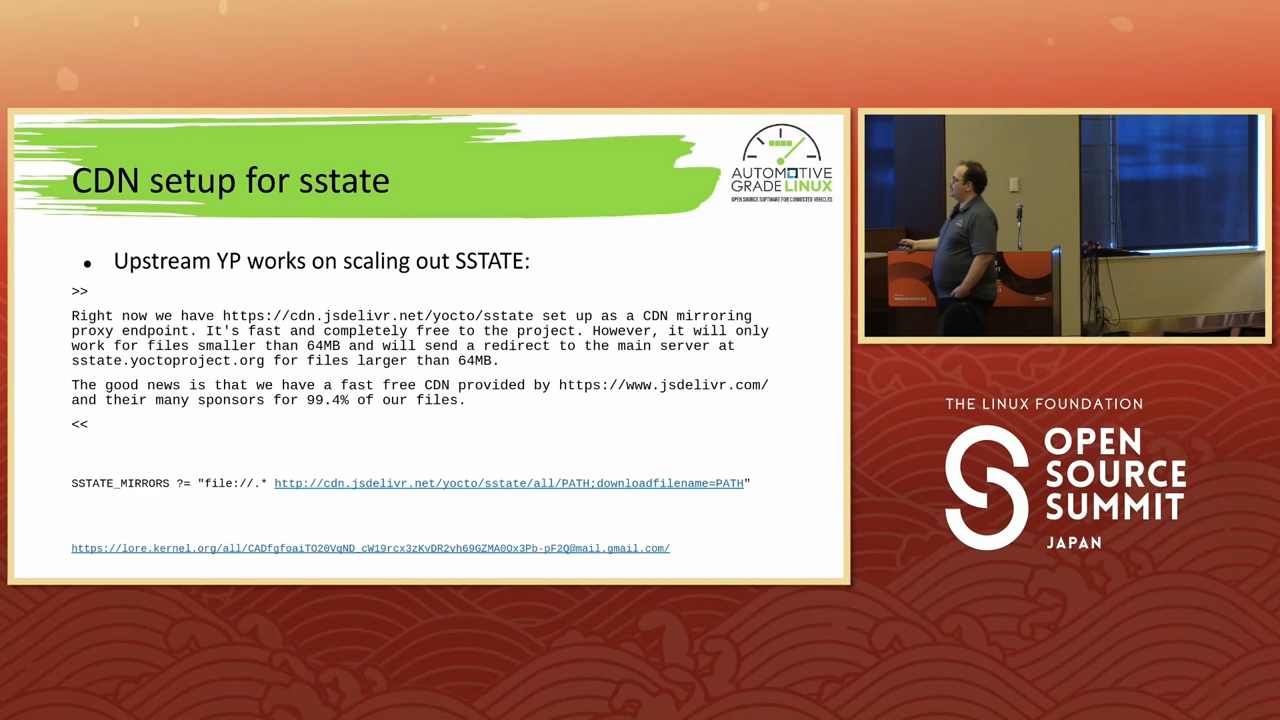 CDN setup for sstate
AUTOMOTIVE
GRADE LINUX
OPEN SOURCE SOFTWARE FOR CONNECTED VEHICLES
• Upstream YP works on scaling out SSTATE:
>>
Right now we have https://cdn.jsdelivr.net/yocto/sstate set up as a CDN mirroring
proxy endpoint. It's fast and completely free to the project. However, it will only
work for files smaller than 64MB and will send a redirect to the main server at
sstate.yoctoproject.org for files larger than 64MB.
The good news is that we have a fast free CDN provided by https://www.jsdelivr.com/
and their many sponsors for 99.4% of our files.
<<
SSTATE_MIRRORS ?= "file://.* http://cdn.jsdelivr.net/yocto/sstate/all/PATH;downloadfilename=PATH"
https://lore.kernel.org/all/CADfgfoaiTO20VqND_cW19rcx3zKvDR2vh69GZMA0Ox3Pb-pF2Q@mail.gmail.com/
THE LINUX FOUNDATION
OPEN
SOURCE
SUMMIT
JAPAN